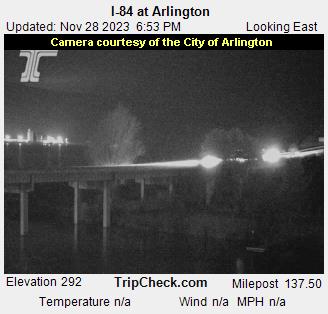 I-84 at Arlington
Updated: Nov 28 2023 6:53 PM Looking East
Camera courtesy of the City of Arlington
Elevation 292 TripCheck.com Milepost 137.50
Temperature n/a Wind n/a MPH n/a